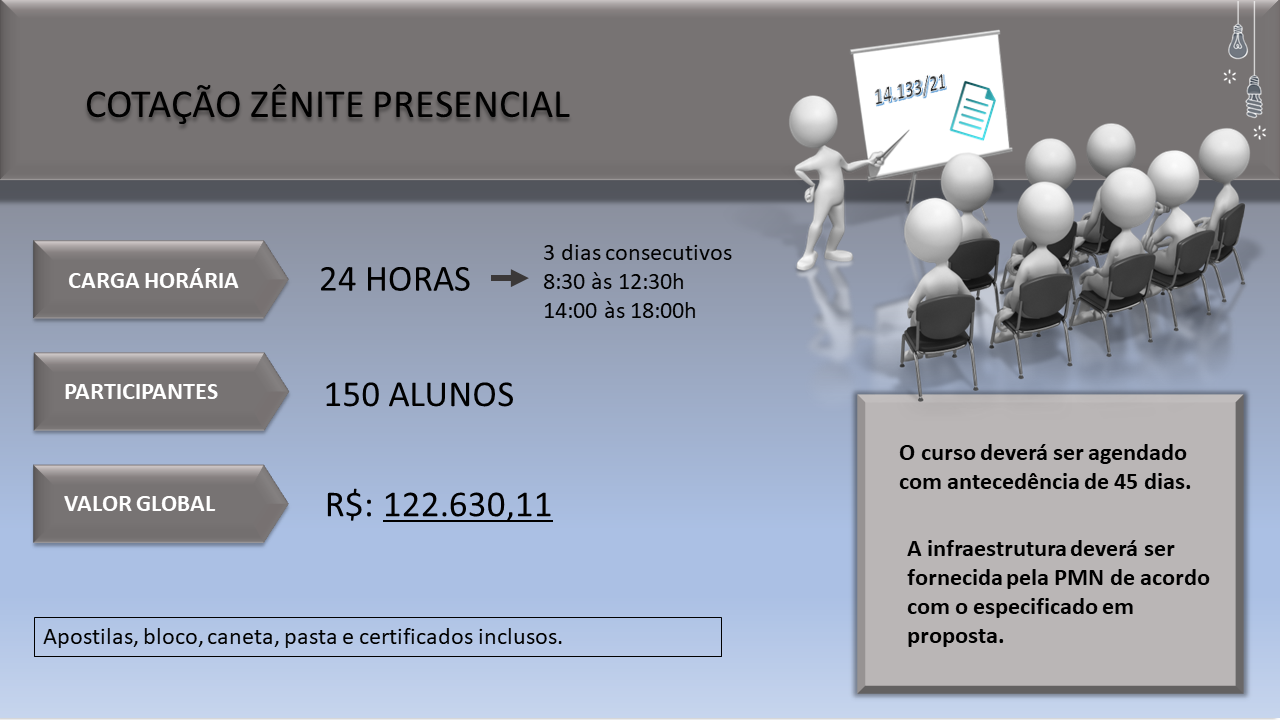 COTAÇÃO ZÊNITE PRESENCIAL
14.133/21
CARGA HORÁRIA
24 HORAS
3 dias consecutivos
8:30 às 12:30h
14:00 às 18:00h
PARTICIPANTES
150 ALUNOS
VALOR GLOBAL
R$: 122.630,11
Apostilas, bloco, caneta, pasta e certificados inclusos.
O curso deverá ser agendado
com antecedência de 45 dias.
A infraestrutura deverá ser
fornecida pela PMN de acordo
com o especificado em
proposta.